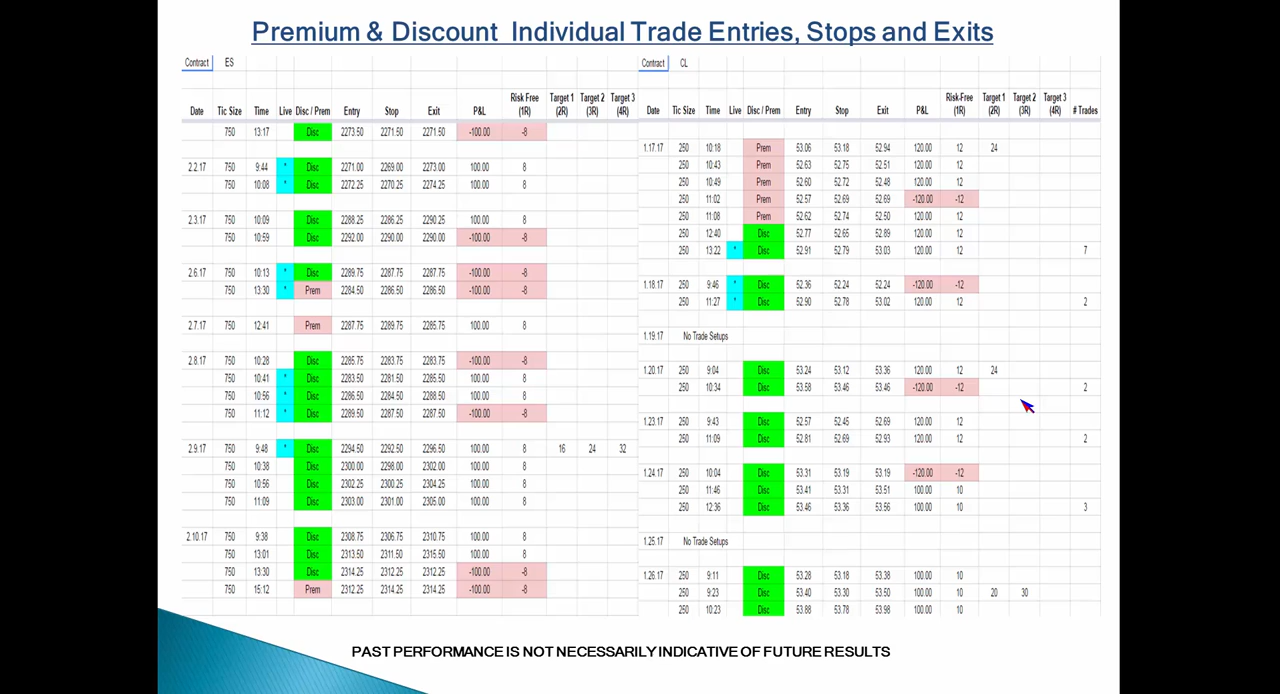 Premium & Discount Individual Trade Entries, Stops and Exits
Contract ES
Date Tic Size Time Live Disc / Prem Entry Stop Exit P&L Risk Free (1R) Target 1 (2R) Target 2 (3R) Target 3 (4R)
750 13:17 Disc 2273.50 2271.50 2271.50 -100.00 -8
2.2.17 750 9:44 * Disc 2271.00 2269.00 2273.00 100.00 8
750 10:08 * Disc 2272.25 2270.25 2274.25 100.00 8
2.3.17 750 10:09 Disc 2288.25 2286.25 2290.25 100.00 8
750 10:59 Disc 2292.00 2290.00 2290.00 -100.00 -8
2.6.17 750 10:13 * Disc 2289.75 2287.75 2287.75 -100.00 -8
750 13:30 * Prem 2284.50 2286.50 2286.50 -100.00 -8
2.7.17 750 12:41 Prem 2287.75 2289.75 2285.75 100.00 8
2.8.17 750 10:28 Disc 2285.75 2283.75 2283.75 -100.00 -8
750 10:41 * Disc 2283.50 2281.50 2285.50 100.00 8
750 10:56 * Disc 2286.50 2284.50 2288.50 100.00 8
750 11:12 * Disc 2289.50 2287.50 2287.50 -100.00 -8
2.9.17 750 9:48 * Disc 2294.50 2292.50 2296.50 100.00 8 16 24 32
750 10:38 Disc 2300.00 2298.00 2302.00 100.00 8
750 10:56 Disc 2302.25 2300.25 2304.25 100.00 8
750 11:09 Disc 2303.00 2301.00 2305.00 100.00 8
2.10.17 750 9:38 Disc 2308.75 2306.75 2310.75 100.00 8
750 13:01 Disc 2313.50 2311.50 2315.50 100.00 8
750 13:30 Disc 2314.25 2312.25 2312.25 -100.00 -8
750 15:12 Prem 2312.25 2314.25 2314.25 -100.00 -8
Contract CL
Date Tic Size Time Live Disc / Prem Entry Stop Exit P&L Risk-Free (1R) Target 1 (2R) Target 2 (3R) Target 3 (4R) # Trades
1.17.17 250 10:18 Prem 53.06 53.18 52.94 120.00 12 24
250 10:43 Prem 52.63 52.75 52.51 120.00 12
250 10:49 Prem 52.60 52.72 52.48 120.00 12
250 11:02 Prem 52.57 52.69 52.69 -120.00 -12
250 11:08 Prem 52.62 52.74 52.50 120.00 12
250 12:40 Disc 52.77 52.65 52.89 120.00 12
250 13:22 * Disc 52.91 52.79 53.03 120.00 12 7
1.18.17 250 9:46 * Disc 52.36 52.24 52.24 -120.00 -12
250 11:27 * Disc 52.90 52.78 53.02 120.00 12 2
1.19.17 No Trade Setups
1.20.17 250 9:04 Disc 53.24 53.12 53.36 120.00 12 24
250 10:34 Disc 53.58 53.46 53.46 -120.00 -12 2
1.23.17 250 9:43 Disc 52.57 52.45 52.69 120.00 12
250 11:09 Disc 52.81 52.69 52.93 120.00 12 2
1.24.17 250 10:04 Disc 53.31 53.19 53.19 -120.00 -12
250 11:46 Disc 53.41 53.31 53.51 100.00 10
250 12:36 Disc 53.46 53.36 53.56 100.00 10 3
1.25.17 No Trade Setups
1.26.17 250 9:11 Disc 53.28 53.18 53.38 100.00 10
250 9:23 Disc 53.40 53.30 53.50 100.00 10 20 30
250 10:23 Disc 53.88 53.78 53.98 100.00 10
PAST PERFORMANCE IS NOT NECESSARILY INDICATIVE OF FUTURE RESULTS